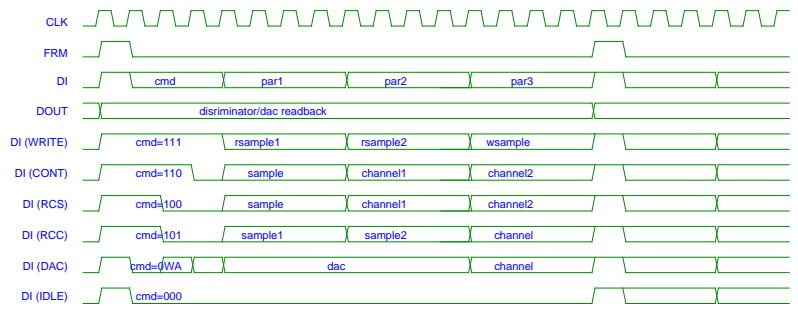 CLK
FRM
DI cmd par1 par2 par3
DOUT disriminator/dac readback
DI (WRITE) cmd=111 rsample1 rsample2 wsample
DI (CONT) cmd=110 sample channel1 channel2
DI (RCS) cmd=100 sample channel1 channel2
DI (RCC) cmd=101 sample1 sample2 channel
DI (DAC) cmd=0WA dac channel
DI (IDLE) cmd=000